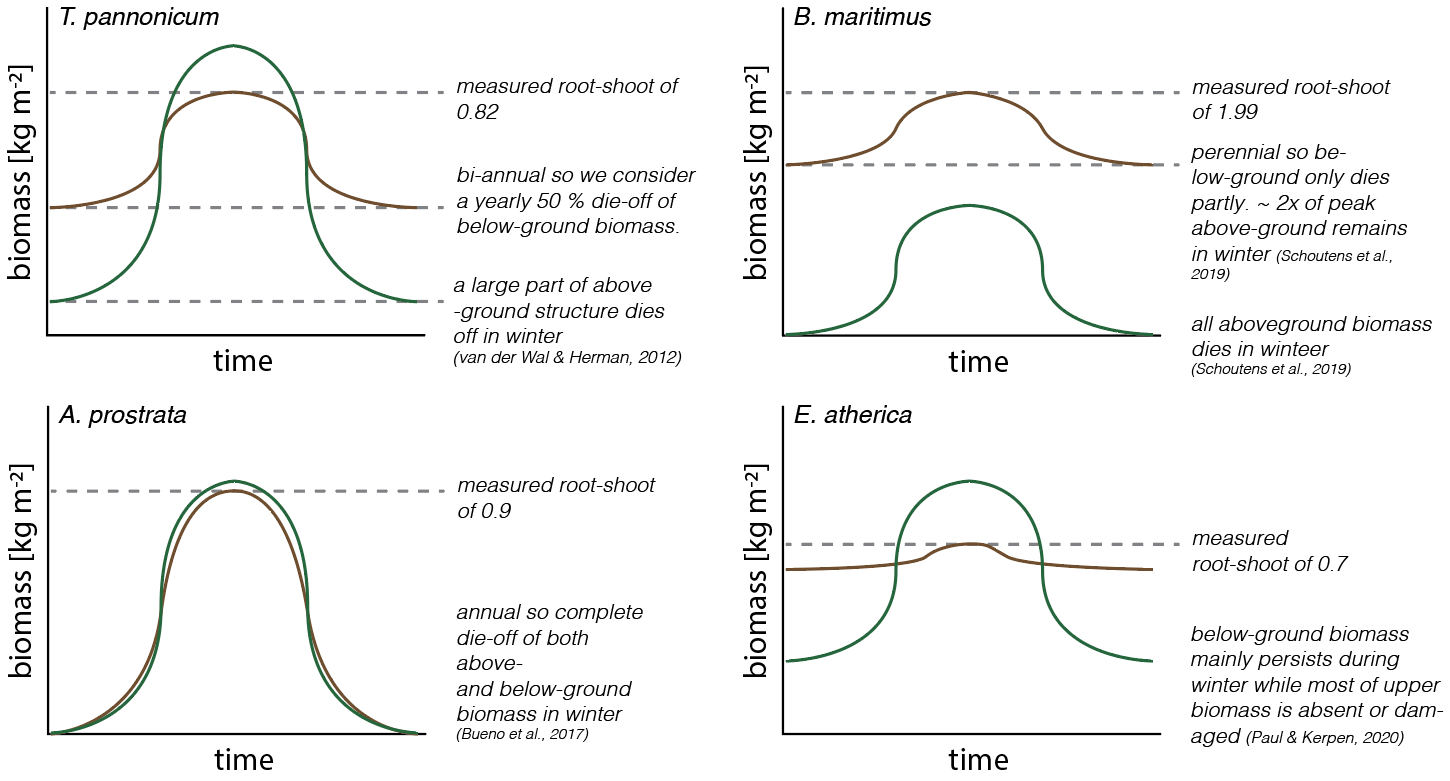 T. pannonicum
biomass [kg m⁻²]
measured root-shoot of
0.82
bi-annual so we consider
a yearly 50 % die-off of
below-ground biomass.
a large part of above
-ground structure dies
off in winter
(van der Wal & Herman, 2012)
time
B. maritimus
biomass [kg m⁻²]
measured root-shoot
of 1.99
perennial so be-
low-ground only dies
partly. ~ 2x of peak
above-ground remains
in winter (Schoutens et al.,
2019)
all aboveground biomass
dies in winteer
(Schoutens et al., 2019)
time
A. prostrata
biomass [kg m⁻²]
measured root-shoot
of 0.9
annual so complete
die-off of both
above-
and below-ground
biomass in winter
(Bueno et al., 2017)
time
E. atherica
biomass [kg m⁻²]
measured
root-shoot of 0.7
below-ground biomass
mainly persists during
winter while most of upper
biomass is absent or dam-
aged (Paul & Kerpen, 2020)
time